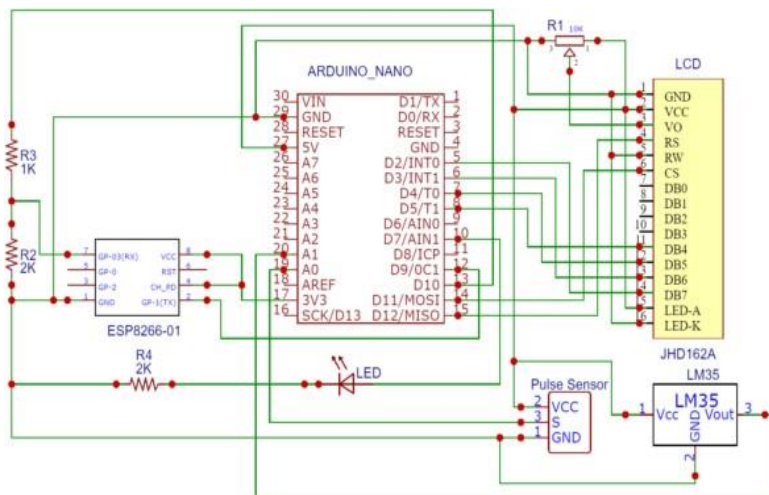 R1 10K
3 1
2
ARDUINO_NANO
LCD
30 VIN D1/TX 1
29 GND D0/RX 2
28 RESET RESET 3
27 5V GND 4
26 A7 D2/INT0 5
25 A6 D3/INT1 6
24 A5 D4/T0 7
23 A4 D5/T1 8
22 A3 D6/AIN0 9
21 A2 D7/AIN1 10
20 A1 D8/ICP 11
19 A0 D9/0C1 12
18 AREF D10 13
17 3V3 D11/MOSI 14
16 SCK/D13 D12/MISO 15
1 GND
2 VCC
3 VO
4 RS
5 RW
6 CS
7 DB0
8 DB1
9 DB2
10 DB3
DB4
DB5
DB6
DB7
LED-A
LED-K
JHD162A
R3
1K
R2
2K
7 GP-03(RX) VCC 8
5 GP-0 RST 6
3 GP-2 CH_PD 4
1 GND GP-1(TX) 2
ESP8266-01
R4
2K
LED
Pulse Sensor
2 VCC
3 S
1 GND
LM35
LM35
1 Vcc Vout 3
GND
2